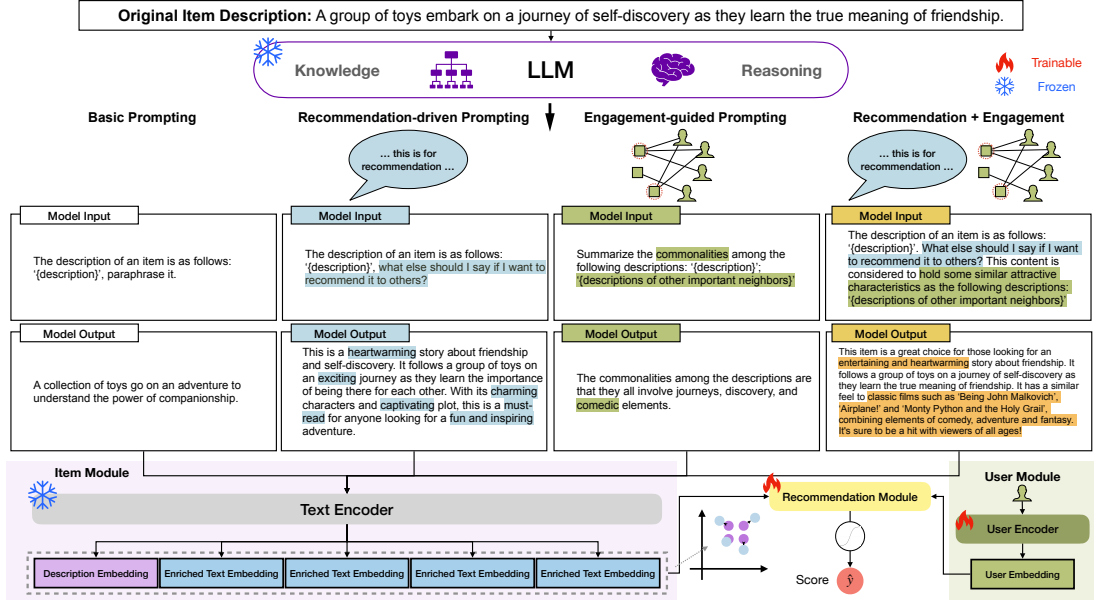 Original Item Description: A group of toys embark on a journey of self-discovery as they learn the true meaning of friendship.
Knowledge
LLM
Reasoning
Trainable
Frozen
Basic Prompting
Recommendation-driven Prompting
Engagement-guided Prompting
Recommendation + Engagement
... this is for
recommendation ...
... this is for
recommendation ...
Model Input
The description of an item is as follows:
‘{description}’, paraphrase it.
Model Input
The description of an item is as follows:
‘{description}’, what else should I say if I want to
recommend it to others?
Model Input
Summarize the commonalities among the
following descriptions: ‘{description}’;
‘{descriptions of other important neighbors}’
Model Input
The description of an item is as follows:
‘{description}’. What else should I say if I want
to recommend it to others? This content is
considered to hold some similar attractive
characteristics as the following descriptions:
‘{descriptions of other important neighbors}’
Model Output
A collection of toys go on an adventure to
understand the power of companionship.
Model Output
This is a heartwarming story about friendship
and self-discovery. It follows a group of toys on
an exciting journey as they learn the importance
of being there for each other. With its charming
characters and captivating plot, this is a must-
read for anyone looking for a fun and inspiring
adventure.
Model Output
The commonalities among the descriptions
are that they all involve journeys, discovery, and
comedic elements.
Model Output
This item is a great choice for those looking for an
entertaining and heartwarming story about friendship. It
follows a group of toys on a journey of self-discovery as
they learn the true meaning of friendship. It has a similar
feel to classic films such as ‘Being John Malkovich’,
‘Airplane!’ and ‘Monty Python and the Holy Grail’,
combining elements of comedy, adventure and fantasy.
It's sure to be a hit with viewers of all ages!
Item Module
Text Encoder
Description Embedding
Enriched Text Embedding
Enriched Text Embedding
Enriched Text Embedding
Enriched Text Embedding
Recommendation Module
Score
ŷ
User Module
User Encoder
User Embedding